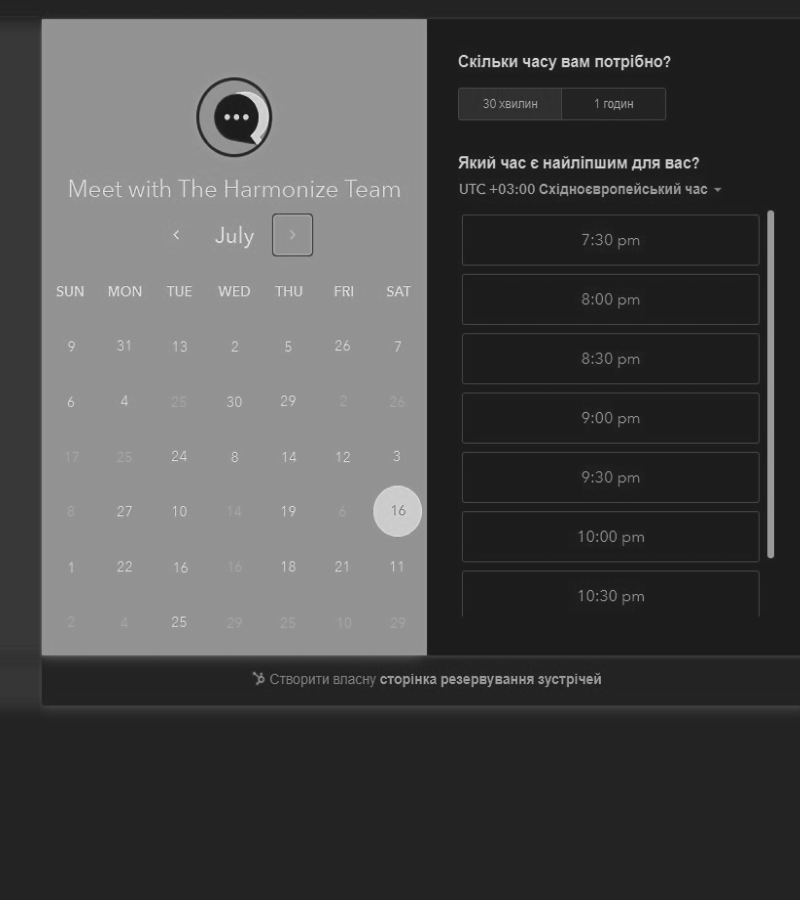 Meet with The Harmonize Team
July
SUN MON TUE WED THU FRI SAT
9 31 13 2 5 26 7
6 4 25 30 29 2 26
17 25 24 8 14 12 3
8 27 10 14 19 6 16
1 22 16 16 18 21 11
2 4 25 29 25 10 29
Скільки часу вам потрібно?
30 хвилин 1 годин
Який час є найліпшим для вас?
UTC +03:00 Східноєвропейський час
7:30 pm
8:00 pm
8:30 pm
9:00 pm
9:30 pm
10:00 pm
10:30 pm
Створити власну сторінка резервування зустрічей